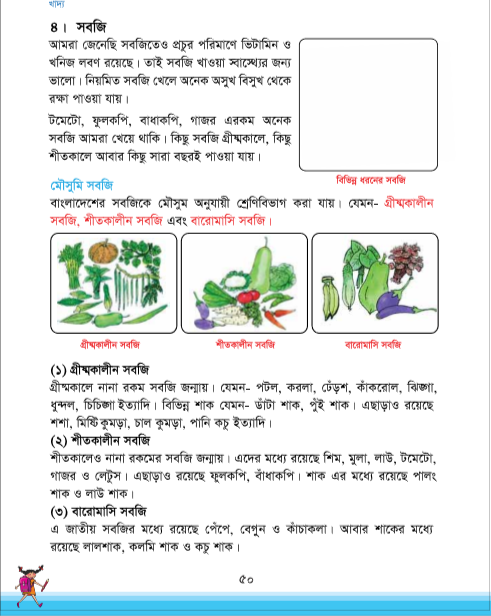 খাদ্য
৪। সবজি
আমরা জেনেছি সবজিতেও প্রচুর পরিমাণে ভিটামিন ও
খনিজ লবণ রয়েছে। তাই সবজি খাওয়া স্বাস্থ্যের জন্য
ভালো। নিয়মিত সবজি খেলে অনেক অসুখ বিসুখ থেকে
রক্ষা পাওয়া যায়।
টমেটো, ফুলকপি, বাধাকপি, গাজর এরকম অনেক
সবজি আমরা খেয়ে থাকি। কিছু সবজি গ্রীষ্মকালে, কিছু
শীতকালে আবার কিছু সারা বছরই পাওয়া যায়।
বিভিন্ন ধরনের সবজি
মৌসুমি সবজি
বাংলাদেশের সবজিকে মৌসুম অনুযায়ী শ্রেণিবিভাগ করা যায়। যেমন- গ্রীষ্মকালীন
সবজি, শীতকালীন সবজি এবং বারোমাসি সবজি।
গ্রীষ্মকালীন সবজি
শীতকালীন সবজি
বারোমাসি সবজি
(১) গ্রীষ্মকালীন সবজি
গ্রীষ্মকালে নানা রকম সবজি জন্মায়। যেমন- পটল, করলা, ঢেঁড়শ, কাঁকরোল, ঝিঙ্গা,
ধুন্দল, চিচিঙ্গা ইত্যাদি। বিভিন্ন শাক যেমন- ডাঁটা শাক, পুঁই শাক। এছাড়াও রয়েছে
শশা, মিষ্টি কুমড়া, চাল কুমড়া, পানি কচু ইত্যাদি।
(২) শীতকালীন সবজি
শীতকালেও নানা রকমের সবজি জন্মায়। এদের মধ্যে রয়েছে শিম, মুলা, লাউ, টমেটো,
গাজর ও লেটুস। এছাড়াও রয়েছে ফুলকপি, বাঁধাকপি। শাক এর মধ্যে রয়েছে পালং
শাক ও লাউ শাক।
(৩) বারোমাসি সবজি
এ জাতীয় সবজির মধ্যে রয়েছে পেঁপে, বেগুন ও কাঁচাকলা। আবার শাকের মধ্যে
রয়েছে লালশাক, কলমি শাক ও কচু শাক।
৫০